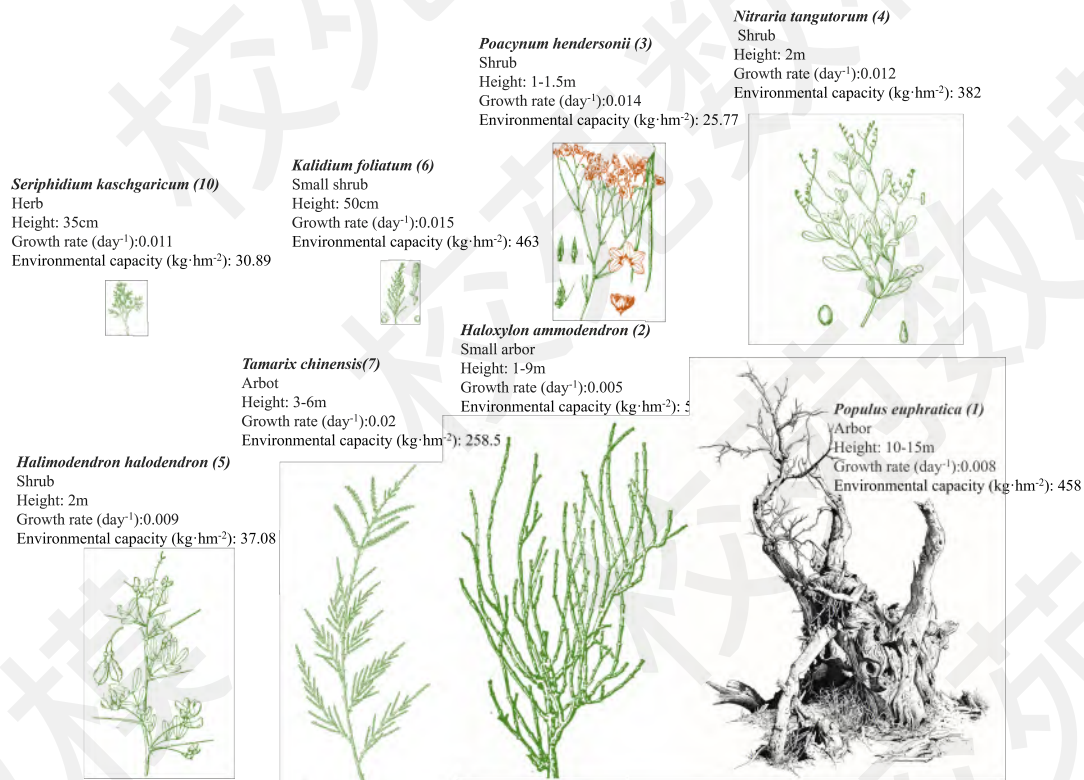 Nitraria tangutorum (4)
Shrub
Height: 2m
Growth rate (day⁻¹):0.012
Environmental capacity (kg·hm⁻²): 382
Poacynum hendersonii (3)
Shrub
Height: 1-1.5m
Growth rate (day⁻¹):0.014
Environmental capacity (kg·hm⁻²): 25.77
Kalidium foliatum (6)
Small shrub
Height: 50cm
Growth rate (day⁻¹):0.015
Environmental capacity (kg·hm⁻²): 463
Seriphidium kaschgaricum (10)
Herb
Height: 35cm
Growth rate (day⁻¹):0.011
Environmental capacity (kg·hm⁻²): 30.89
Haloxylon ammodendron (2)
Small arbor
Height: 1-9m
Growth rate (day⁻¹):0.005
Environmental capacity (kg·hm⁻²):
Tamarix chinensis(7)
Arbot
Height: 3-6m
Growth rate (day⁻¹):0.02
Environmental capacity (kg·hm⁻²): 258.5
Populus euphratica (1)
Arbor
Height: 10-15m
Growth rate (day⁻¹):0.008
Environmental capacity (kg·hm⁻²): 458
Halimodendron halodendron (5)
Shrub
Height: 2m
Growth rate (day⁻¹):0.009
Environmental capacity (kg·hm⁻²): 37.08
校苑数模